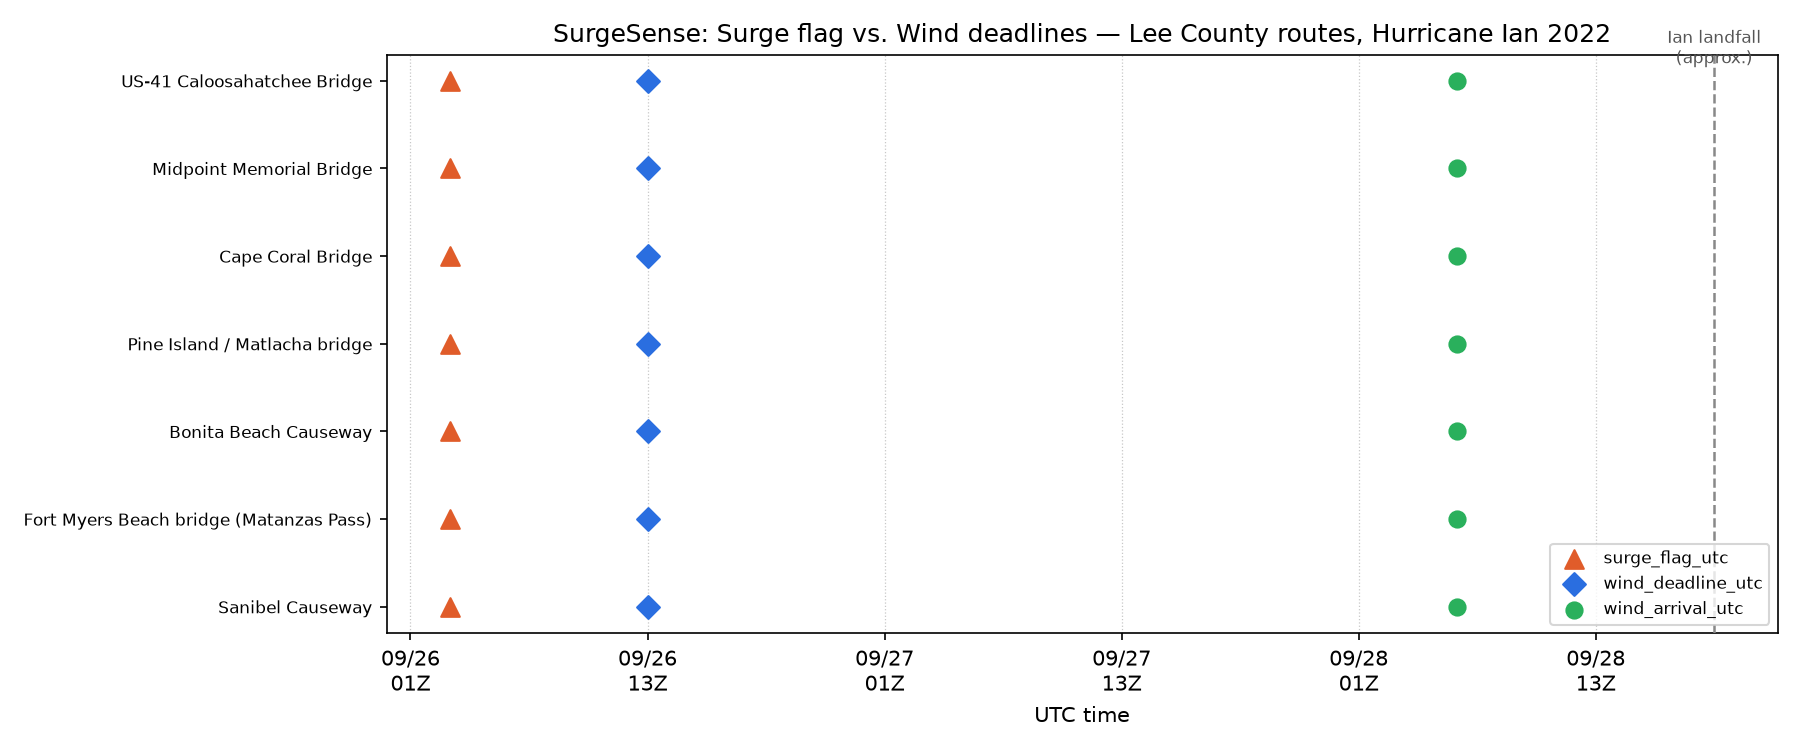 SurgeSense: Surge flag vs. Wind deadlines — Lee County routes, Hurricane Ian 2022
Ian landfall
(approx.)
US-41 Caloosahatchee Bridge
Midpoint Memorial Bridge
Cape Coral Bridge
Pine Island / Matlacha bridge
Bonita Beach Causeway
Fort Myers Beach bridge (Matanzas Pass)
Sanibel Causeway
surge_flag_utc
wind_deadline_utc
wind_arrival_utc
09/26 09/26 09/27 09/27 09/28 09/28
01Z 13Z 01Z 13Z 01Z 13Z
UTC time